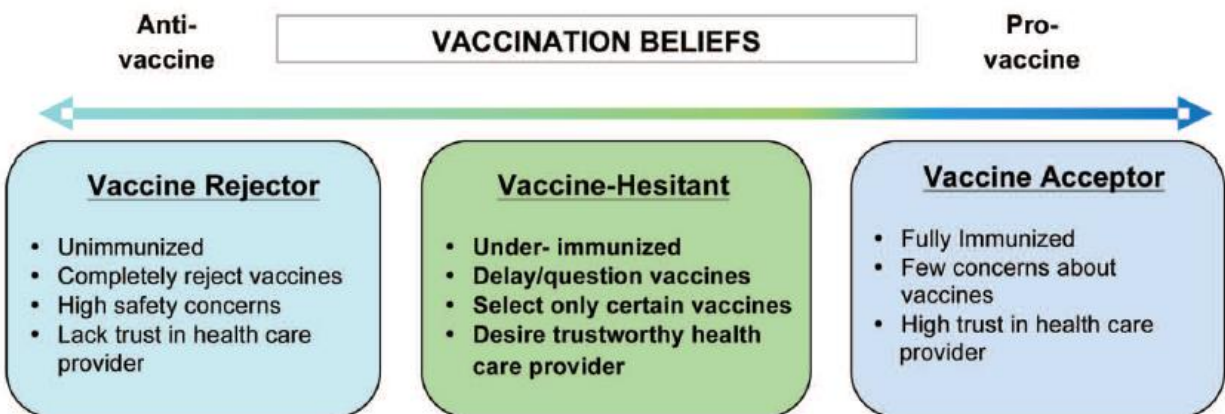 Anti-
vaccine
VACCINATION BELIEFS
Pro-
vaccine
Vaccine Rejector
• Unimmunized
• Completely reject vaccines
• High safety concerns
• Lack trust in health care
provider
Vaccine-Hesitant
• Under- immunized
• Delay/question vaccines
• Select only certain vaccines
• Desire trustworthy health
care provider
Vaccine Acceptor
• Fully Immunized
• Few concerns about
vaccines
• High trust in health care
provider